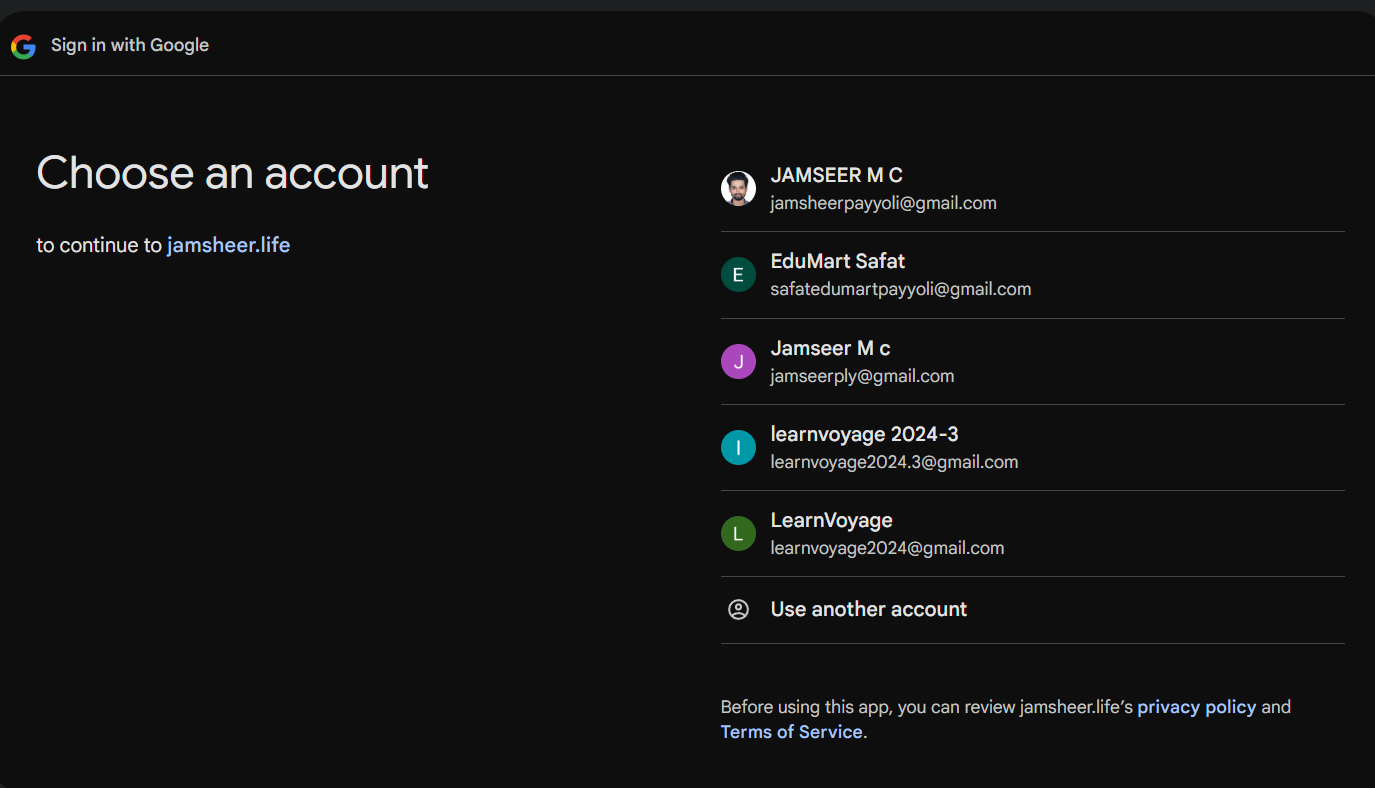 Sign in with Google
Choose an account
to continue to jamsheer.life
JAMSEER M C
jamsheerpayyoli@gmail.com
E
EduMart Safat
safatedumartpayyoli@gmail.com
J
Jamseer M c
jamseerply@gmail.com
l
learnvoyage 2024-3
learnvoyage2024.3@gmail.com
L
LearnVoyage
learnvoyage2024@gmail.com
Use another account
Before using this app, you can review jamsheer.life’s privacy policy and
Terms of Service.